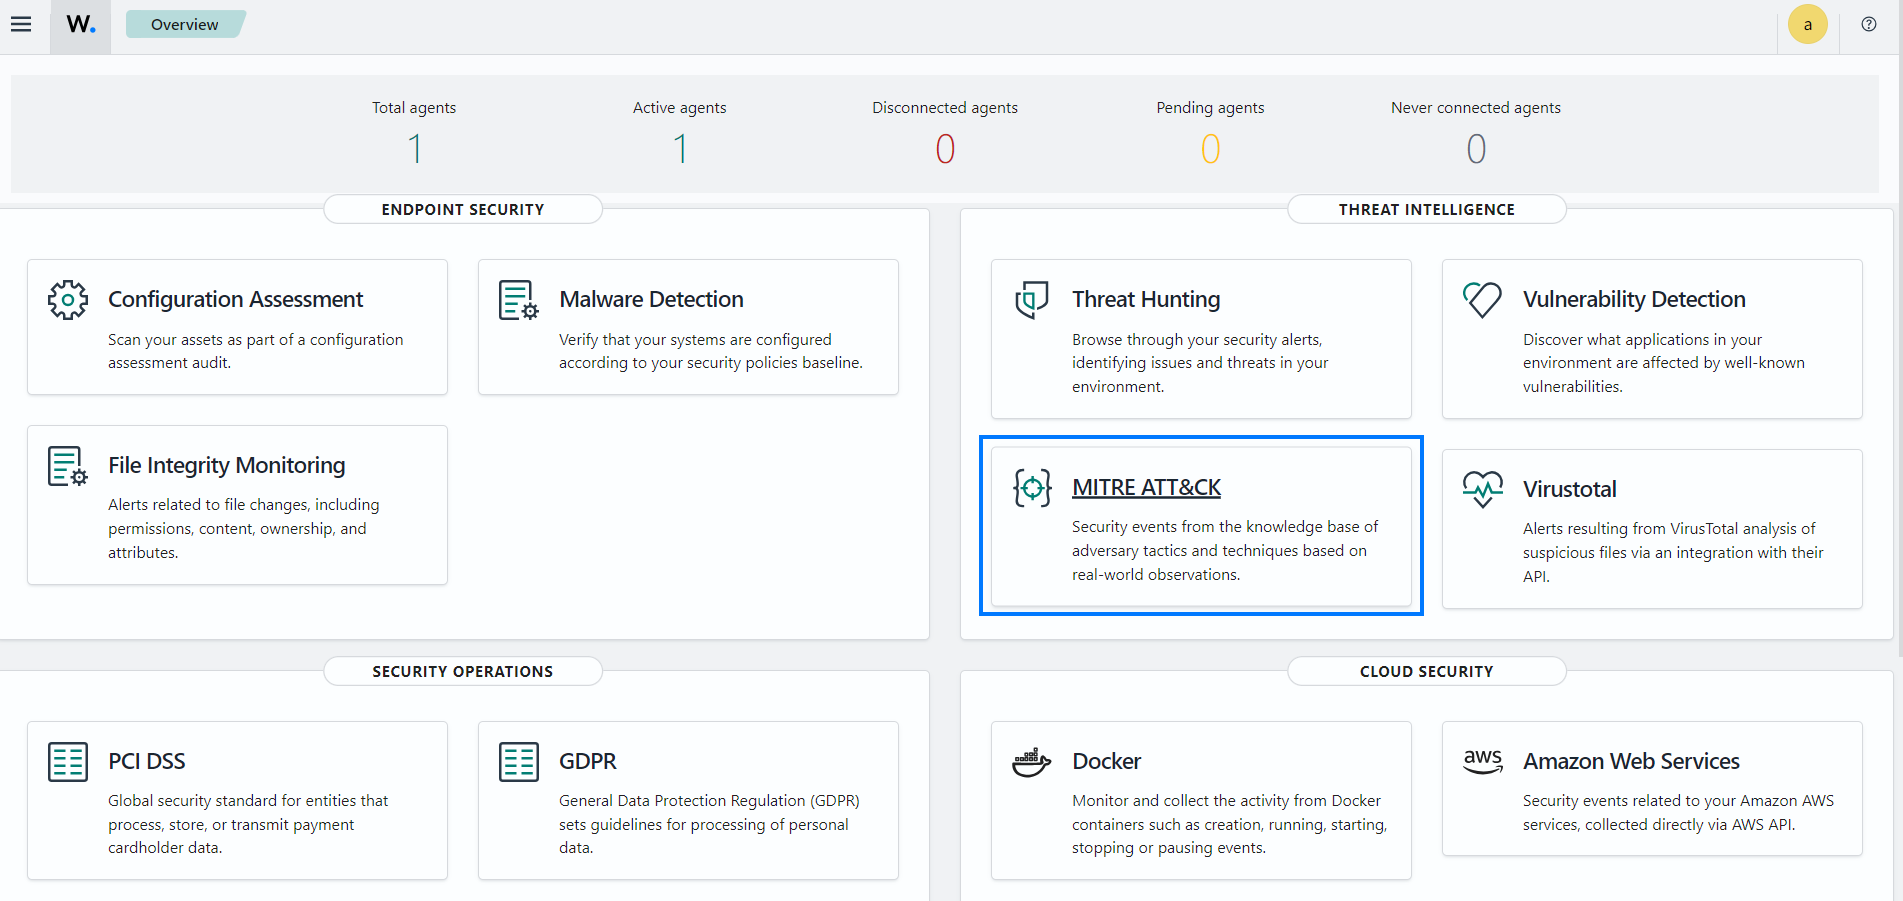 W.
Overview
a
Total agents
1
Active agents
1
Disconnected agents
0
Pending agents
0
Never connected agents
0
ENDPOINT SECURITY
Configuration Assessment
Scan your assets as part of a configuration
assessment audit.
Malware Detection
Verify that your systems are configured
according to your security policies baseline.
File Integrity Monitoring
Alerts related to file changes, including
permissions, content, ownership, and
attributes.
THREAT INTELLIGENCE
Threat Hunting
Browse through your security alerts,
identifying issues and threats in your
environment.
Vulnerability Detection
Discover what applications in your
environment are affected by well-known
vulnerabilities.
MITRE ATT&CK
Security events from the knowledge base of
adversary tactics and techniques based on
real-world observations.
Virustotal
Alerts resulting from VirusTotal analysis of
suspicious files via an integration with their
API.
SECURITY OPERATIONS
PCI DSS
Global security standard for entities that
process, store, or transmit payment
cardholder data.
GDPR
General Data Protection Regulation (GDPR)
sets guidelines for processing of personal
data.
CLOUD SECURITY
Docker
Monitor and collect the activity from Docker
containers such as creation, running, starting,
stopping or pausing events.
aws
Amazon Web Services
Security events related to your Amazon AWS
services, collected directly via AWS API.